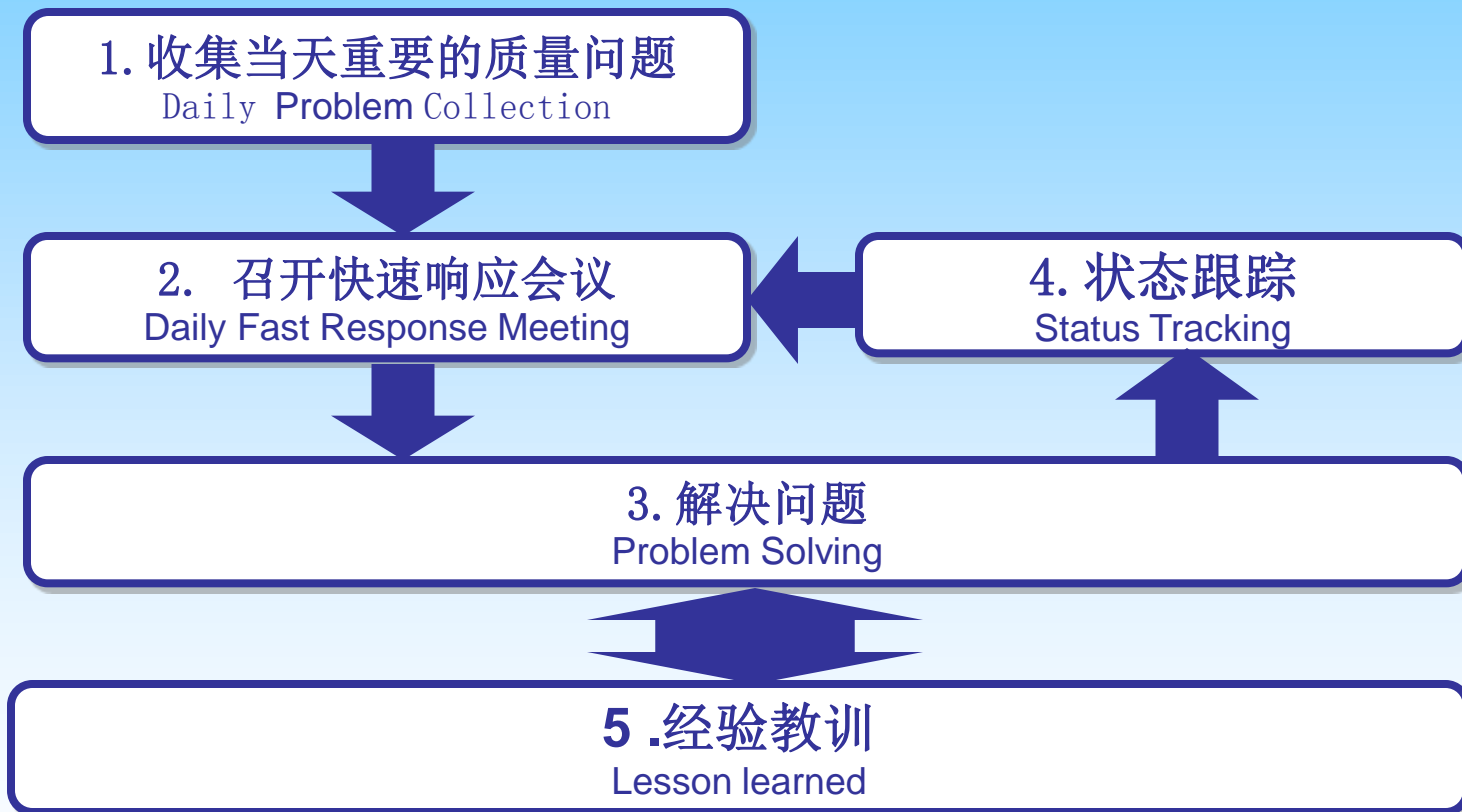 1.收集当天重要的质量问题
Daily Problem Collection
2. 召开快速响应会议
Daily Fast Response Meeting
4.状态跟踪
Status Tracking
3.解决问题
Problem Solving
5 .经验教训
Lesson learned